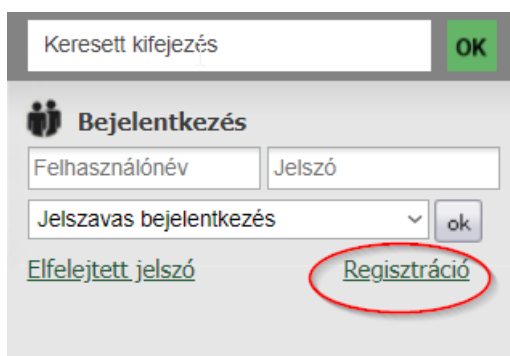 Keresett kifejezés OK
Bejelentkezés
Felhasználónév Jelszó
Jelszavas bejelentkezés ok
Elfelejtett jelszó Regisztráció